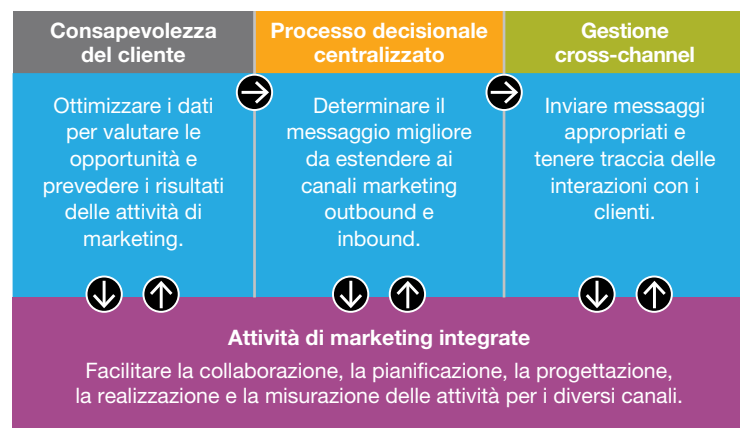 Consapevolezza
del cliente
Processo decisionale
centralizzato
Gestione
cross-channel
Ottimizzare i dati
per valutare le
opportunità e
prevedere i risultati
delle attività di
marketing.
Determinare il
messaggio migliore
da estendere ai
canali marketing
outbound e
inbound.
Inviare messaggi
appropriati e
tenere traccia delle
interazioni con i
clienti.
Attività di marketing integrate
Facilitare la collaborazione, la pianificazione, la progettazione,
la realizzazione e la misurazione delle attività per i diversi canali.